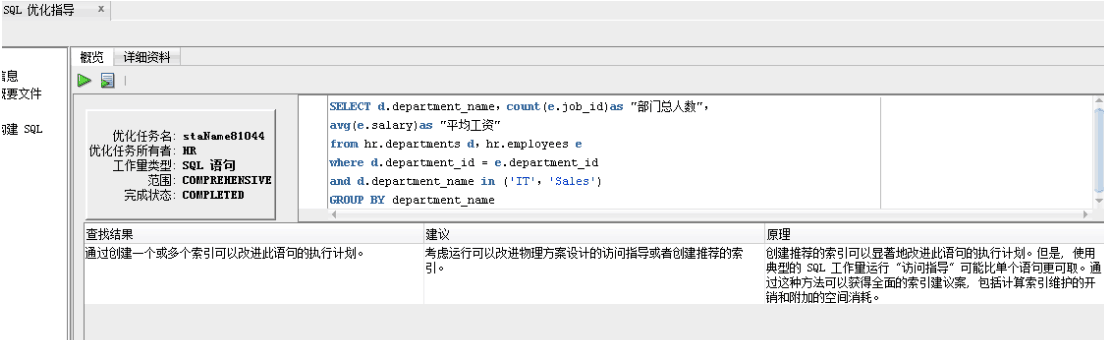 SQL 优化指导 x
信息
概要文件
构建 SQL
概览 详细资料
优化任务名: staName81044
优化任务所有者: HR
工作量类型: SQL 语句
范围: COMPREHENSIVE
完成状态: COMPLETED
SELECT d.department_name，count(e.job_id)as "部门总人数"，
avg(e.salary)as "平均工资"
from hr.departments d，hr.employees e
where d.department_id = e.department_id
and d.department_name in ('IT'，'Sales')
GROUP BY department_name
查找结果 建议 原理
通过创建一个或多个索引可以改进此语句的执行计划。
考虑运行可以改进物理方案设计的访问指导或者创建推荐的索
引。
创建推荐的索引可以显著地改进此语句的执行计划。但是, 使用
典型的 SQL 工作量运行 "访问指导" 可能比单个语句更可取。通
过这种方法可以获得全面的索引建议案, 包括计算索引维护的开
销和附加的空间消耗。